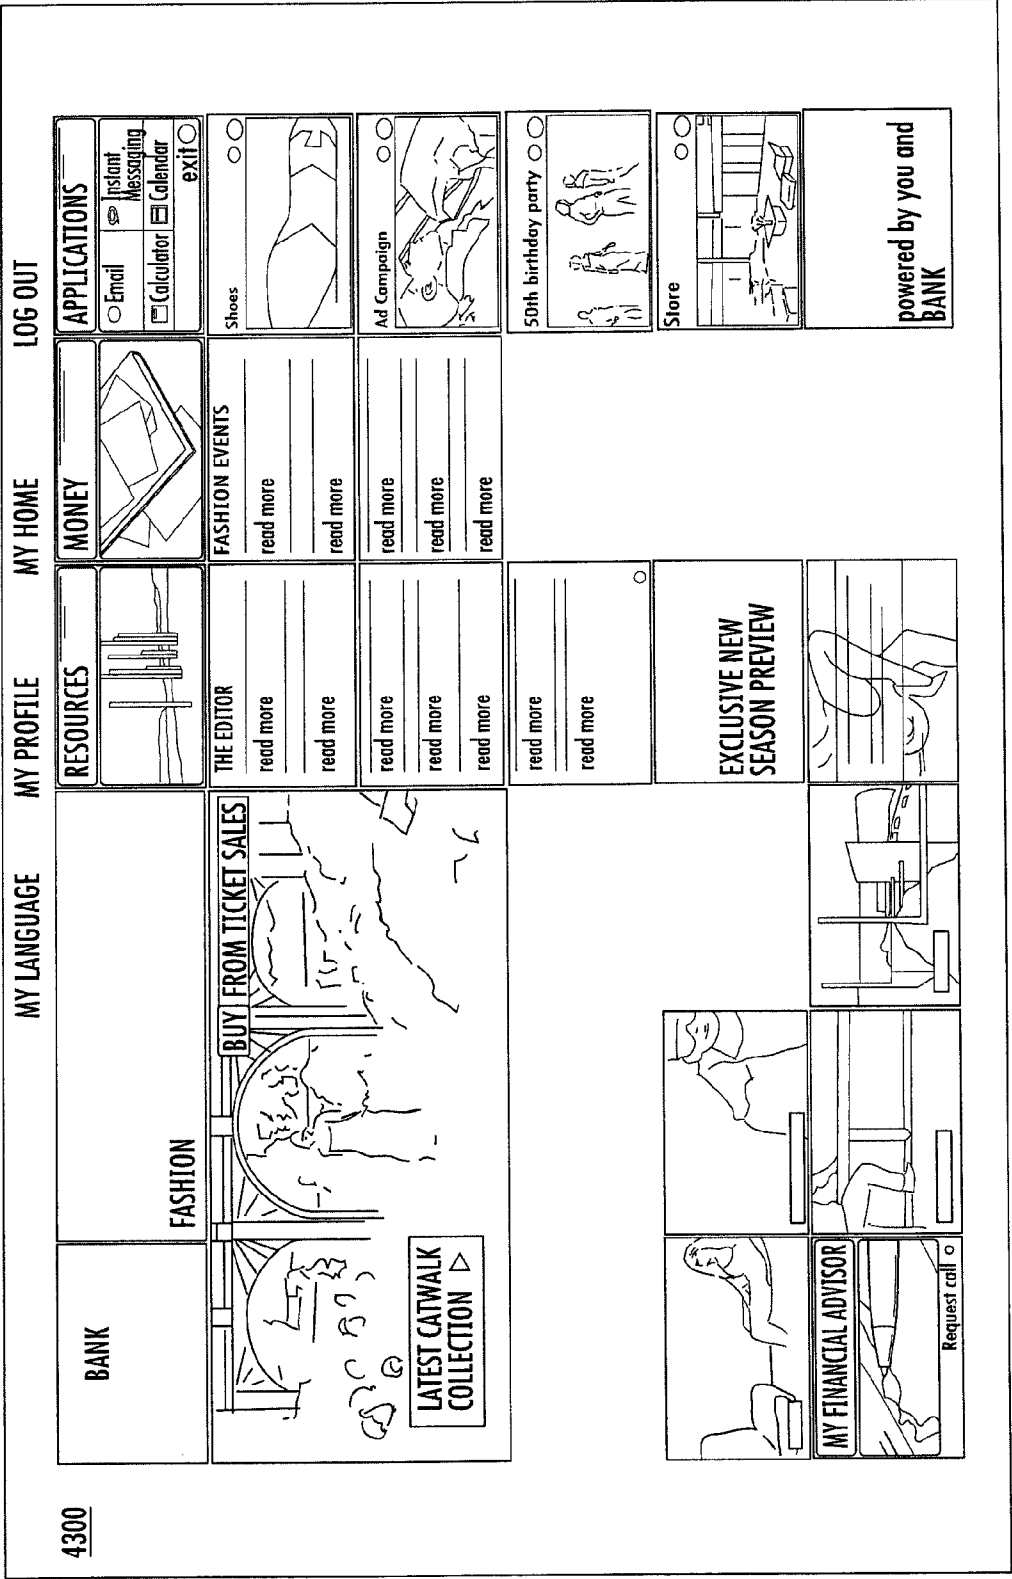 4300
MY LANGUAGE
MY PROFILE
MY HOME
LOG OUT
BANK
FASHION
RESOURCES
MONEY
APPLICATIONS
Email
Instant
Messaging
Calculator
Calendar
exit
BUY
FROM TICKET SALES
LATEST CATWALK
COLLECTION
THE EDITOR
read more
read more
read more
read more
read more
read more
read more
FASHION EVENTS
read more
read more
read more
read more
read more
Shoes
Ad Campaign
50th birthday party
Store
EXCLUSIVE NEW
SEASON PREVIEW
MY FINANCIAL ADVISOR
Request call
powered by you and
BANK